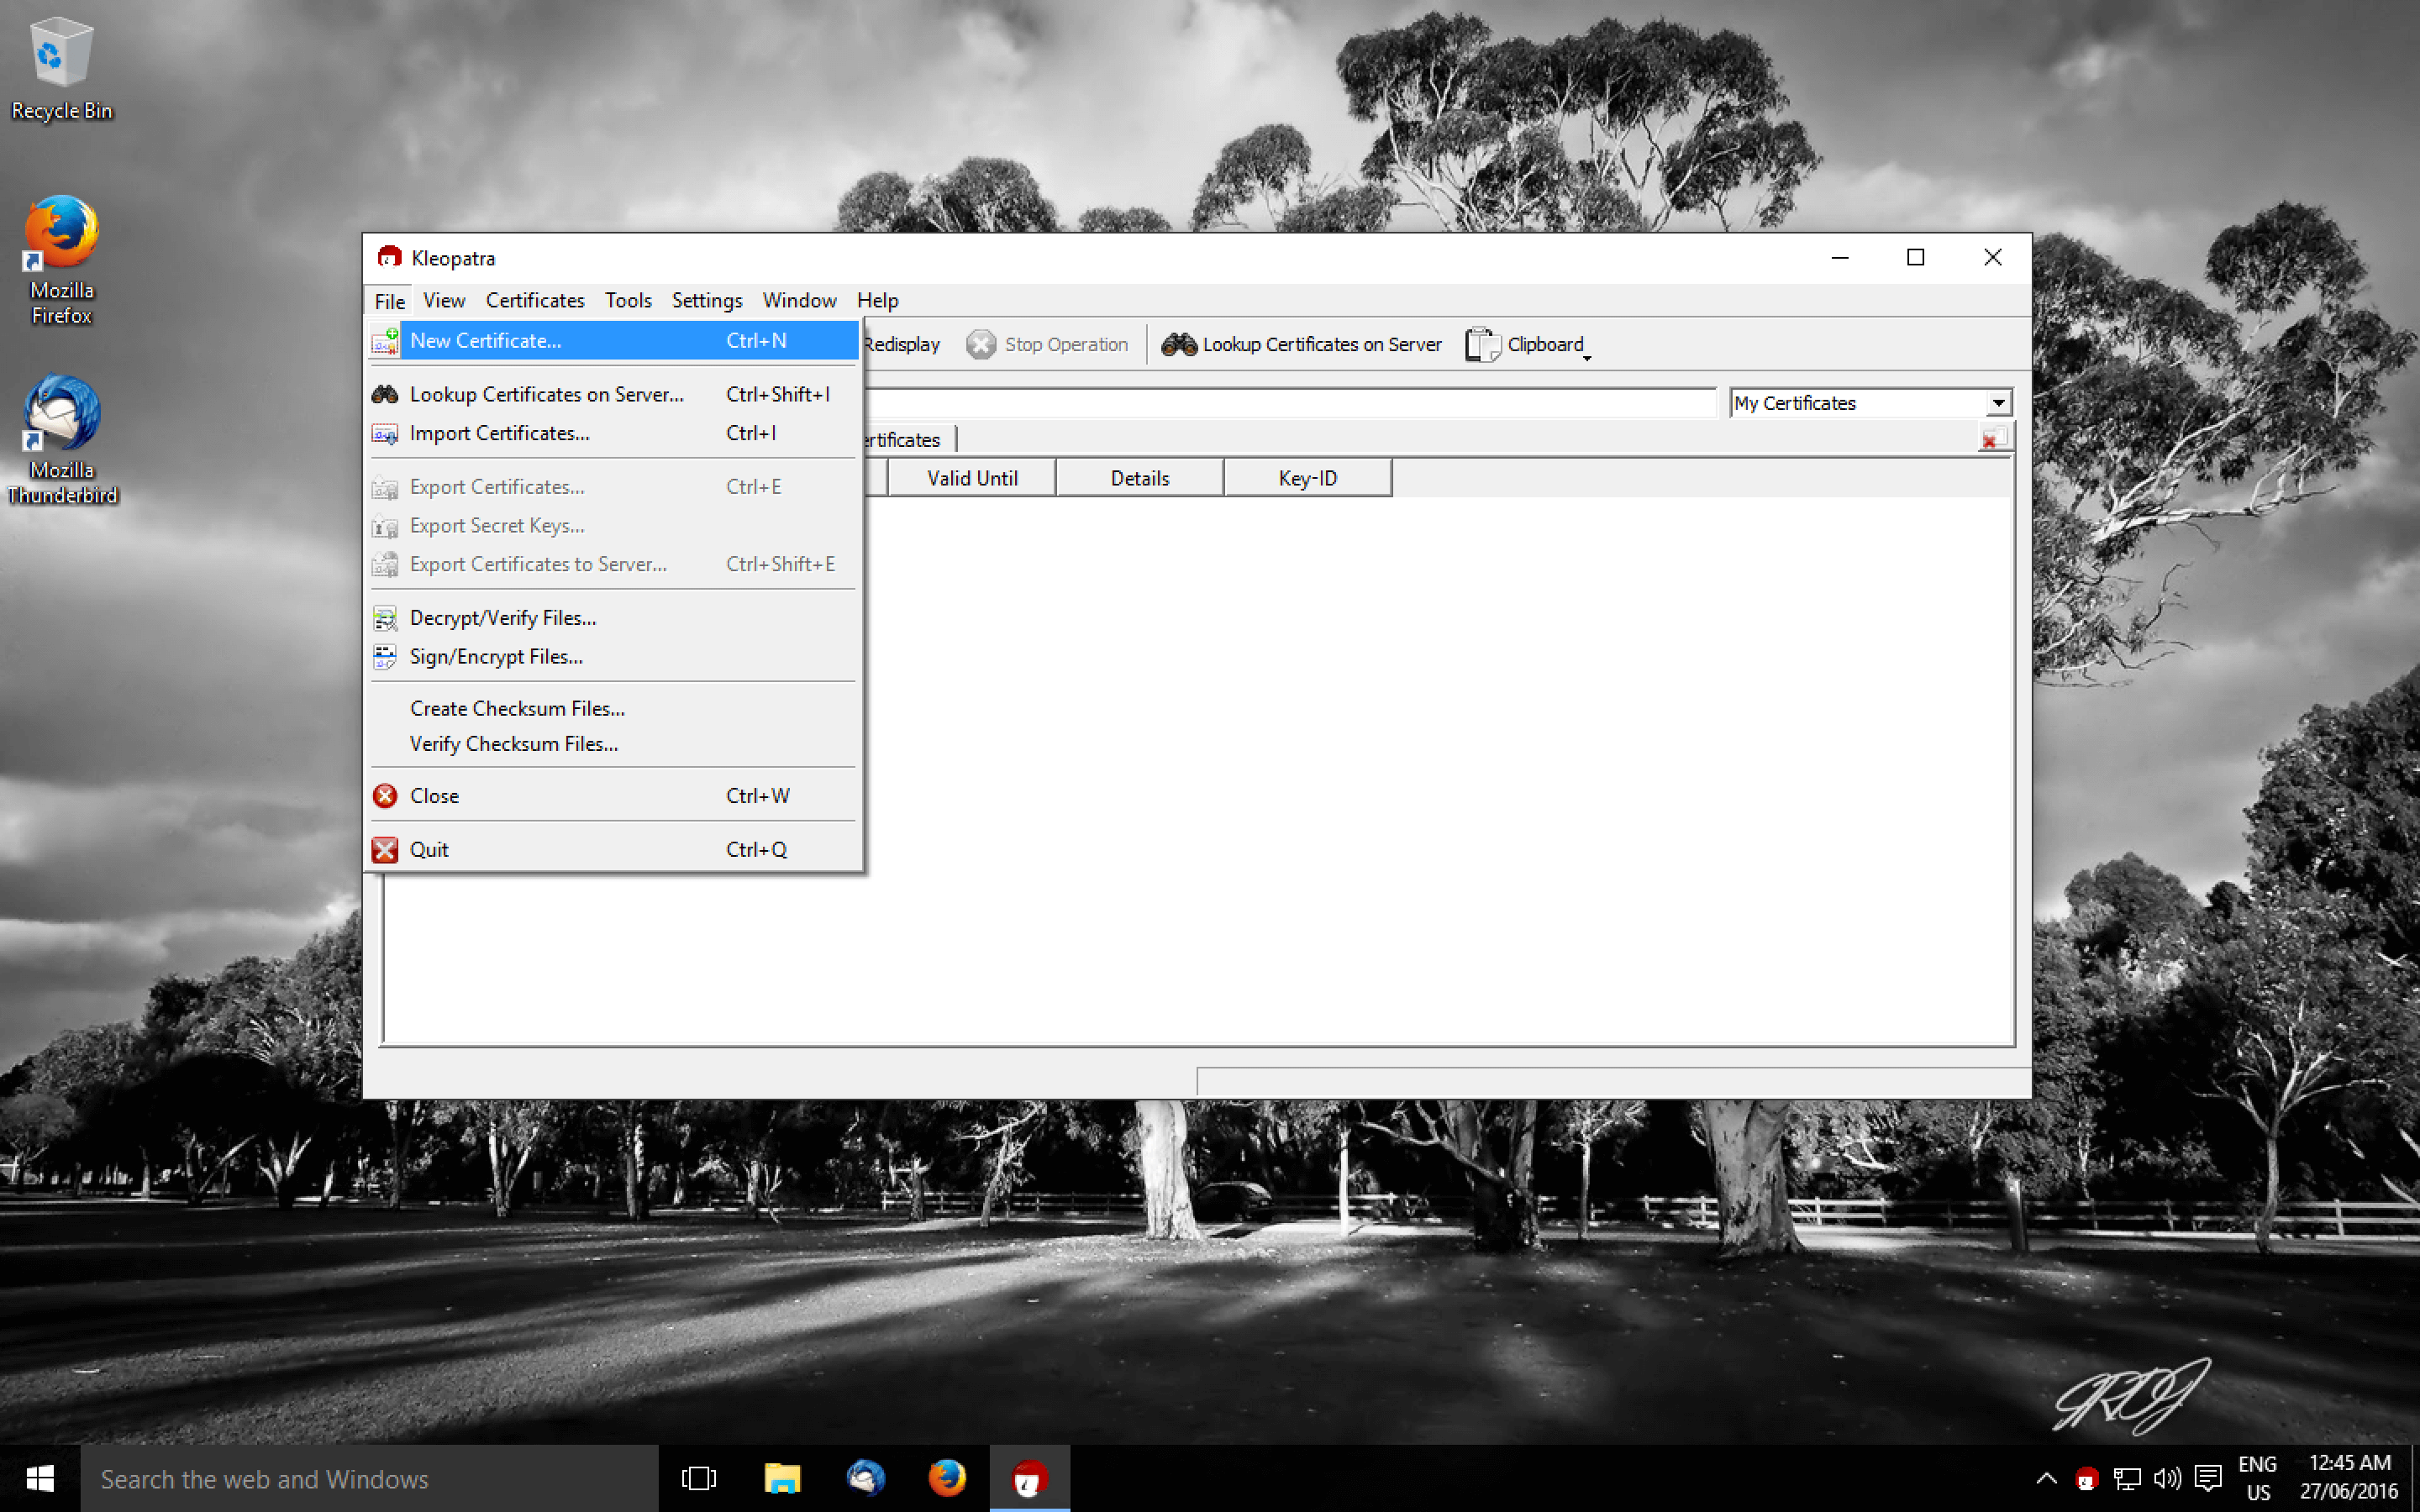 Recycle Bin
Mozilla
Firefox
Mozilla
Thunderbird
Kleopatra
File View Certificates Tools Settings Window Help
New Certificate... Ctrl+N
Lookup Certificates on Server... Ctrl+Shift+I
Import Certificates... Ctrl+I
Export Certificates... Ctrl+E
Export Secret Keys...
Export Certificates to Server... Ctrl+Shift+E
Decrypt/Verify Files...
Sign/Encrypt Files...
Create Checksum Files...
Verify Checksum Files...
Close Ctrl+W
Quit Ctrl+Q
Redisplay Stop Operation Lookup Certificates on Server Clipboard
My Certificates
ertificates
Valid Until Details Key-ID
Search the web and Windows
ENG
US
12:45 AM
27/06/2016